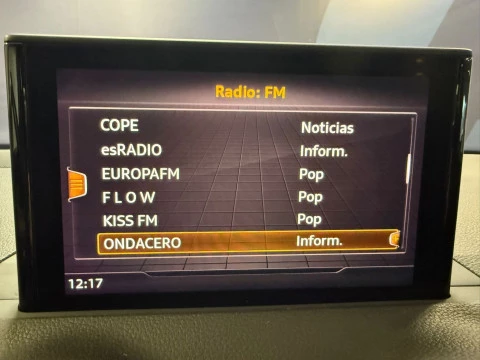 Radio: FM
COPE Noticias
esRADIO Inform.
EUROPAFM Pop
F L O W Pop
KISS FM Pop
ONDACERO Inform.
12:17